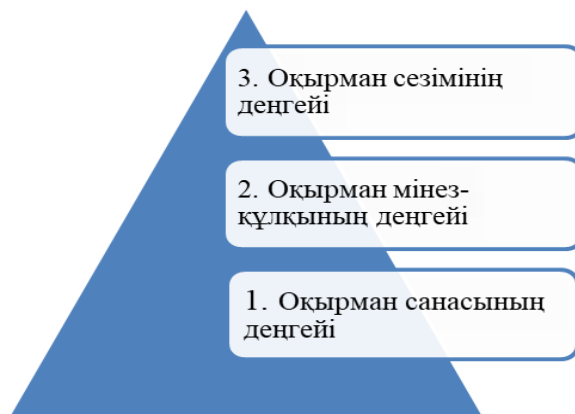 3. Оқырман сезімінің
деңгейі
2. Оқырман мінез-
құлқының деңгейі
1. Оқырман санасының
деңгейі